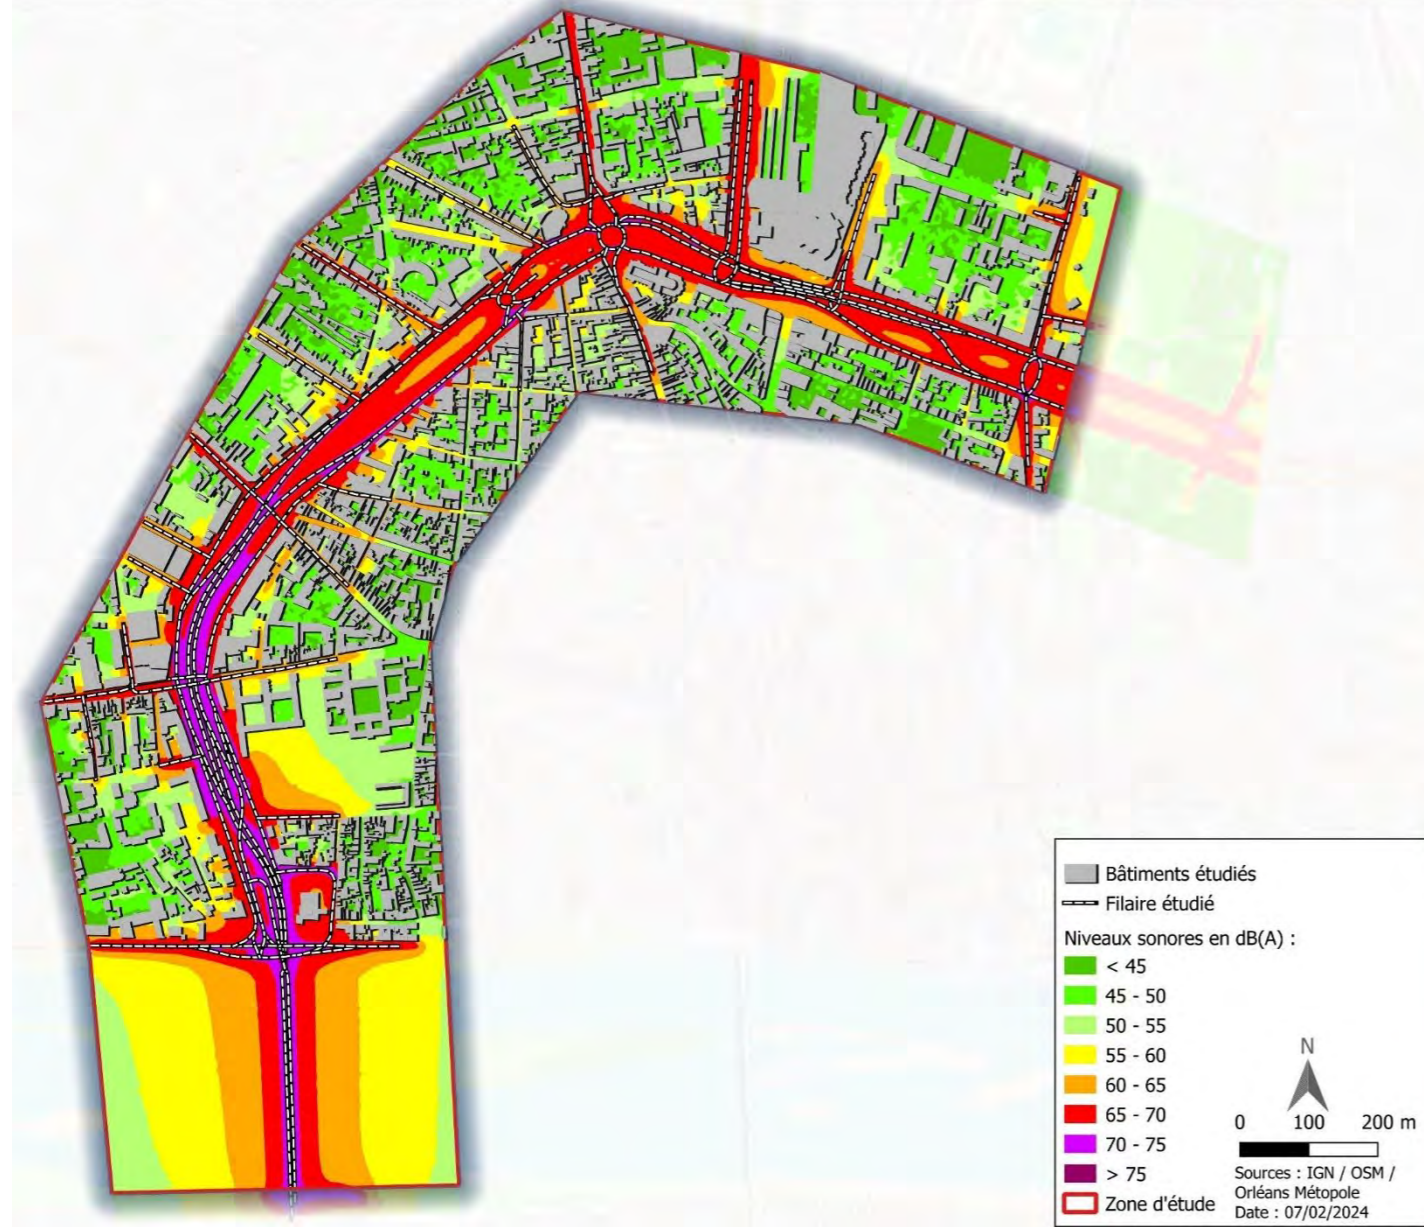 Bâtiments étudiés
Filaire étudié
Niveaux sonores en dB(A) :
< 45
45 - 50
50 - 55
55 - 60
60 - 65
65 - 70
70 - 75
> 75
Zone d'étude
N
0 100 200 m
Sources : IGN / OSM /
Orléans Métopole
Date : 07/02/2024